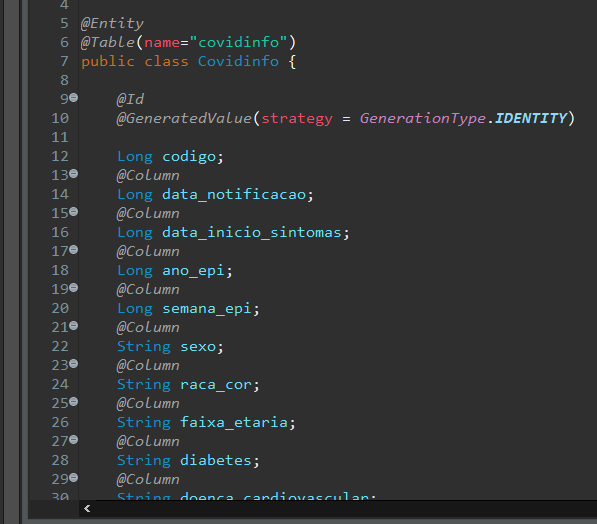 4
5 @Entity
6 @Table(name="covidinfo")
7 public class Covidinfo {
8
9 @Id
10 @GeneratedValue(strategy = GenerationType.IDENTITY)
11
12 Long codigo;
13 @Column
14 Long data_notificacao;
15 @Column
16 Long data_inicio_sintomas;
17 @Column
18 Long ano_epi;
19 @Column
20 Long semana_epi;
21 @Column
22 String sexo;
23 @Column
24 String raca_cor;
25 @Column
26 String faixa_etaria;
27 @Column
28 String diabetes;
29 @Column
30 String doenca_cardiovascular;